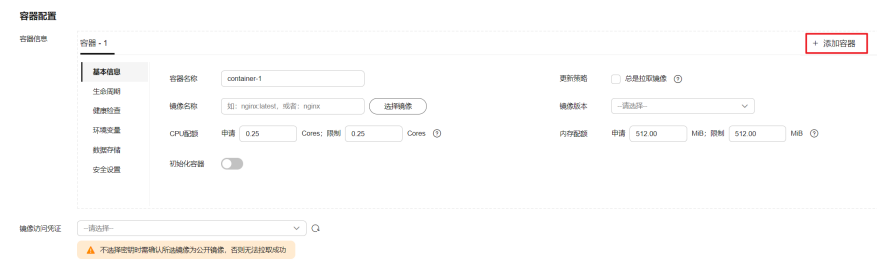 容器配置
容器信息
容器 - 1
+ 添加容器
基本信息
生命周期
健康检查
环境变量
数据存储
安全设置
容器名称 container-1 更新策略 总是拉取镜像 ?
镜像名称 如：nginx:latest，或者：nginx 选择镜像 镜像版本 --请选择--
CPU配额 申请 0.25 Cores；限制 0.25 Cores ? 内存配额 申请 512.00 MiB；限制 512.00 MiB ?
初始化容器
镜像访问凭证 --请选择--
不选择密钥时需确认所选镜像为公开镜像，否则无法拉取成功